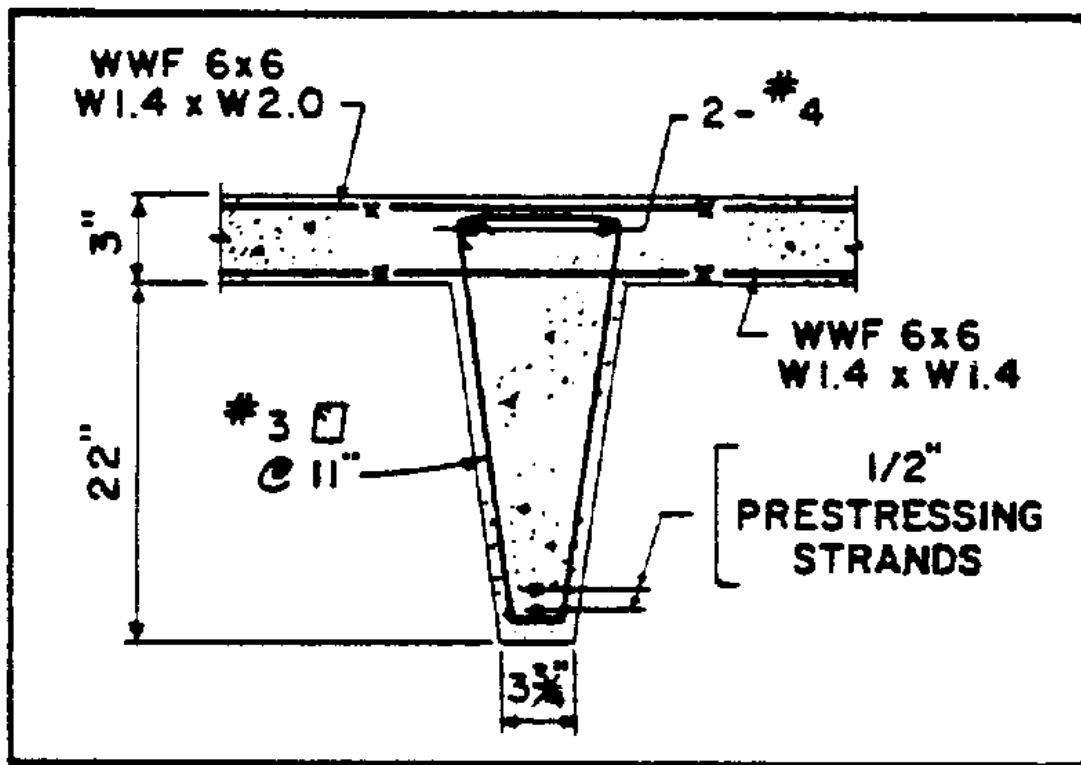 WWF 6x6
W1.4 x W2.0
2-#4
3"
WWF 6x6
W1.4 x W1.4
#3
@ 11"
22"
1/2"
PRESTRESSING
STRANDS
3¾"